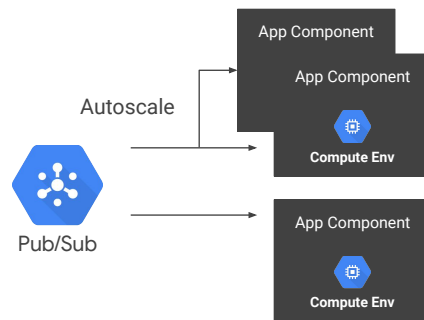 App Component
App Component
Autoscale
Compute Env
Pub/Sub
App Component
Compute Env